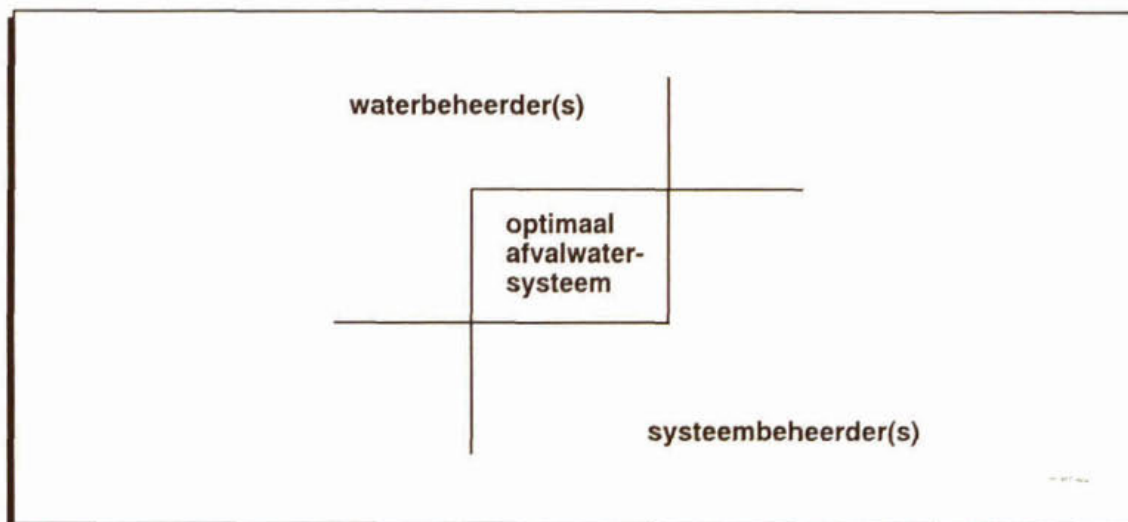 waterbeheerder(s)
optimaal
afvalwater-
systeem
systeembeheerder(s)